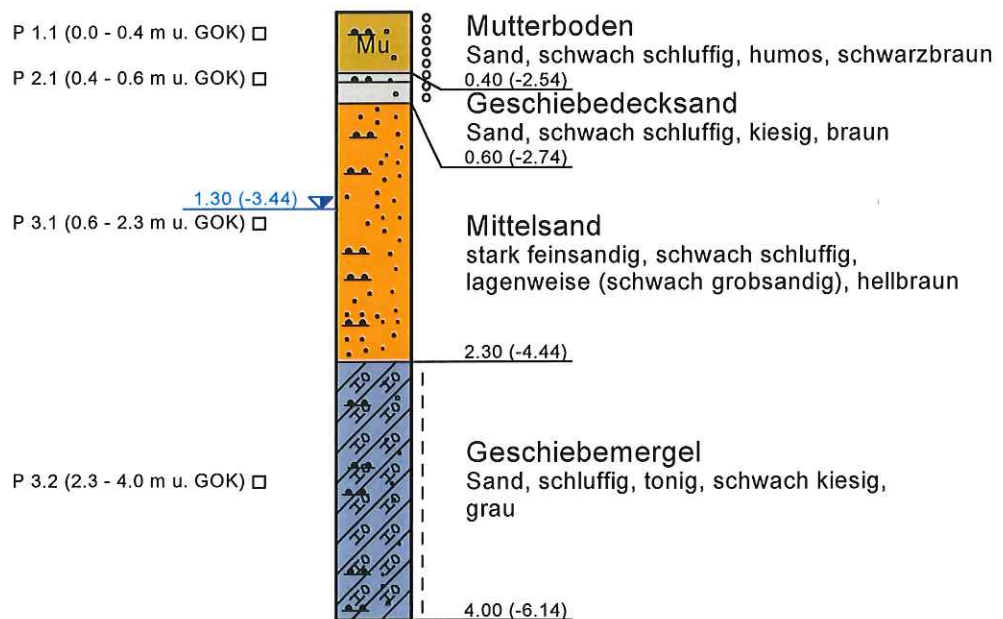 P 1.1 (0.0 - 0.4 m u. GOK)
P 2.1 (0.4 - 0.6 m u. GOK)
1.30 (-3.44)
P 3.1 (0.6 - 2.3 m u. GOK)
P 3.2 (2.3 - 4.0 m u. GOK)
Mu
Mutterboden
Sand, schwach schluffig, humos, schwarzbraun
0.40 (-2.54)
Geschiebedecksand
Sand, schwach schluffig, kiesig, braun
0.60 (-2.74)
Mittelsand
stark feinsandig, schwach schluffig,
lagenweise (schwach grobsandig), hellbraun
2.30 (-4.44)
Geschiebemergel
Sand, schluffig, tonig, schwach kiesig,
grau
4.00 (-6.14)